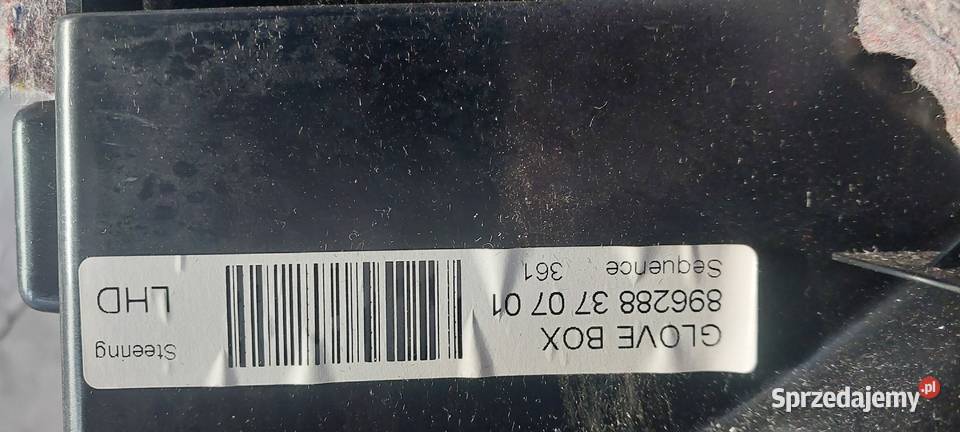 GLOVE BOX
896288 37 07 01
Sequence 361
Steering
LHD
Sprzedajemy.pl